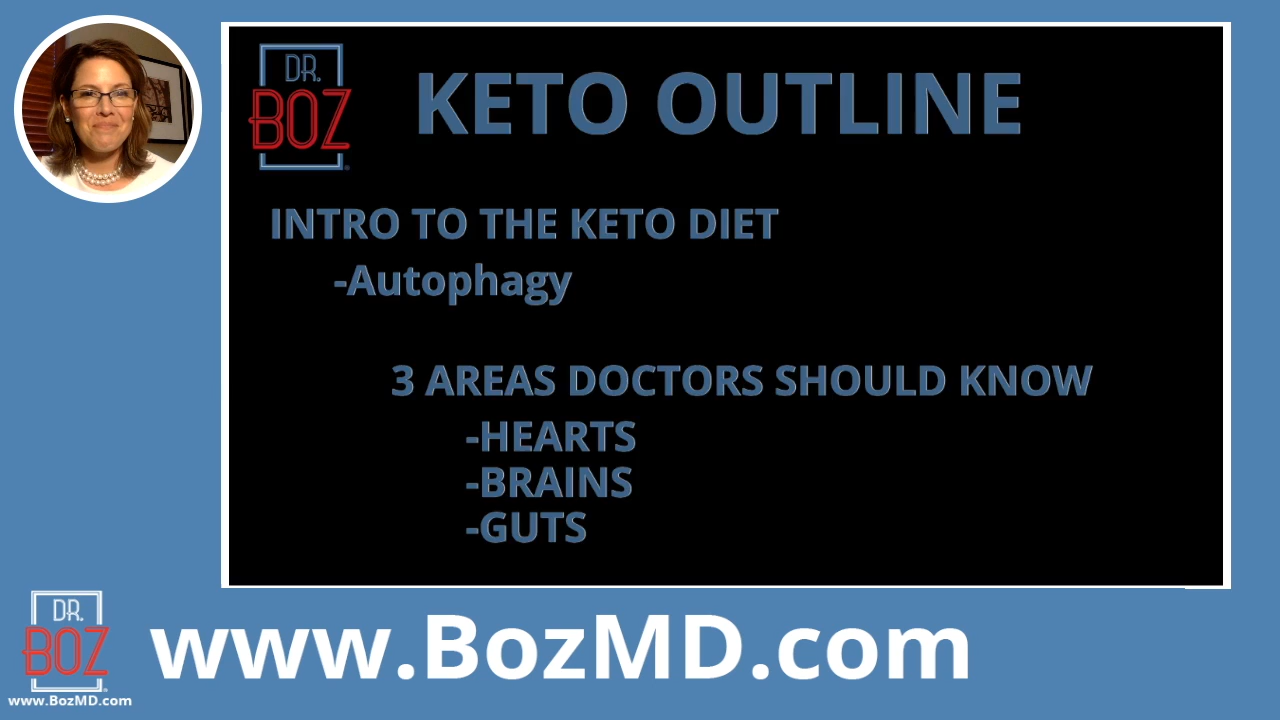 DR.
BOZ
KETO OUTLINE
INTRO TO THE KETO DIET
-Autophagy
3 AREAS DOCTORS SHOULD KNOW
-HEARTS
-BRAINS
-GUTS
DR.
BOZ
www.BozMD.com
www.BozMD.com